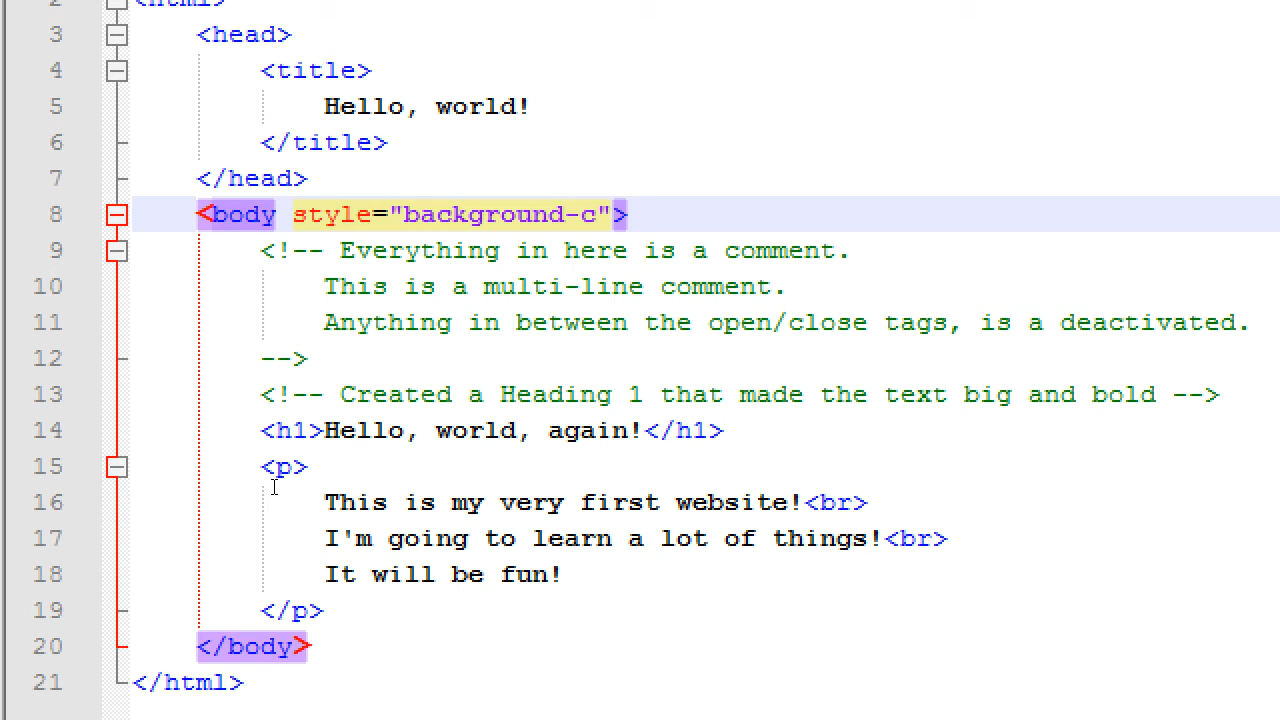 2 <html>
3 <head>
4 <title>
5 Hello, world!
6 </title>
7 </head>
8 <body style="background-c">
9 <!-- Everything in here is a comment.
10 This is a multi-line comment.
11 Anything in between the open/close tags, is a deactivated.
12 -->
13 <!-- Created a Heading 1 that made the text big and bold -->
14 <h1>Hello, world, again!</h1>
15 <p>
16 This is my very first website!<br>
17 I'm going to learn a lot of things!<br>
18 It will be fun!
19 </p>
20 </body>
21 </html>